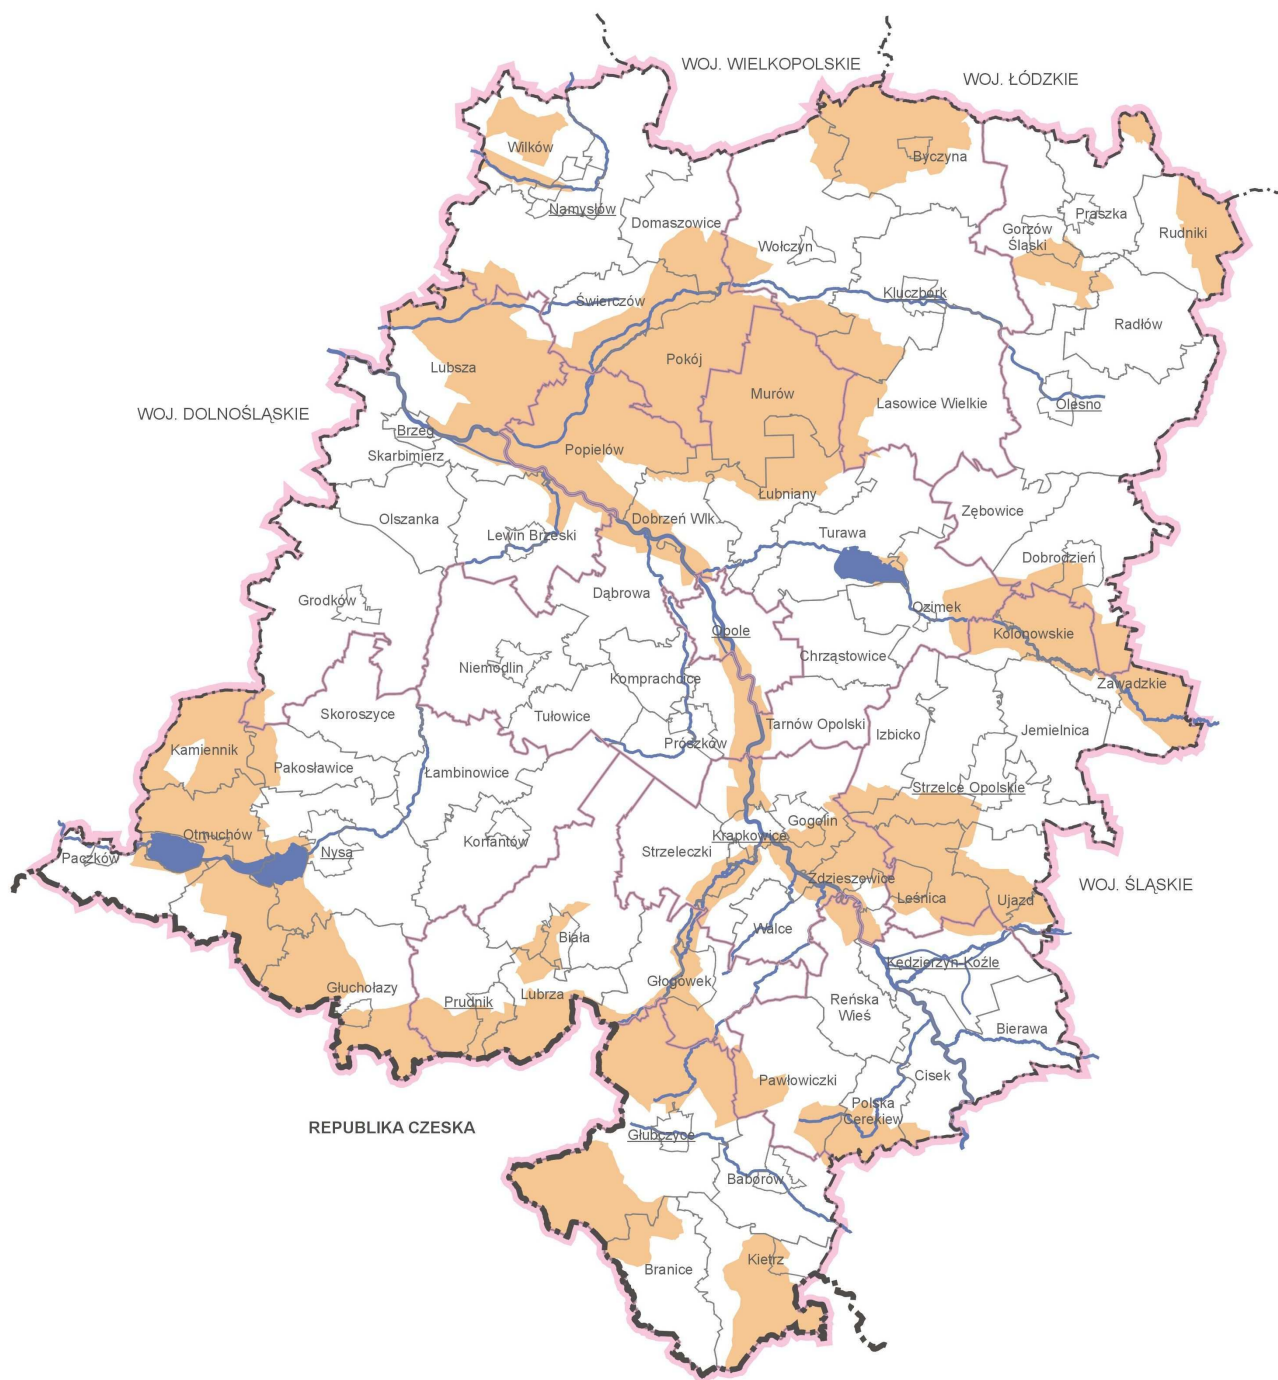 WOJ. WIELKOPOLSKIE
WOJ. ŁÓDZKIE
Wilków
Byczyna
Namysłów
Praszka
Domaszowice
Gorzów
Śląski
Rudniki
Wołczyn
Kluczbork
Świerczów
Radłów
Pokój
Lubsza
Murów
Lasowice Wielkie
Olesno
WOJ. DOLNOŚLĄSKIE
Brzeg
Skarbimierz
Popielów
Łubniany
Olszanka
Dobrzeń Wlk.
Zębowice
Lewin Brzeski
Turawa
Dobrodzień
Dąbrowa
Grodków
Ozimek
Opole
Kolonowskie
Niemodlin
Chrząstowice
Komprachcice
Zawadzkie
Skoroszyce
Tułowice
Tarnów Opolski
Izbicko
Jemielnica
Kamiennik
Prószków
Pakosławice
Łambinowice
Strzelce Opolskie
Otmuchów
Gogolin
Krapkowice
Korfantów
Nysa
Strzeleczki
Paczków
Zdzieszowice
WOJ. ŚLĄSKIE
Leśnica
Ujazd
Walce
Biała
Kędzierzyn-Koźle
Głogówek
Głuchołazy
Lubrza
Prudnik
Reńska
Wieś
Bierawa
Cisek
Pawłowiczki
Polska
Cerekiew
REPUBLIKA CZESKA
Głubczyce
Baborów
Kietrz
Branice